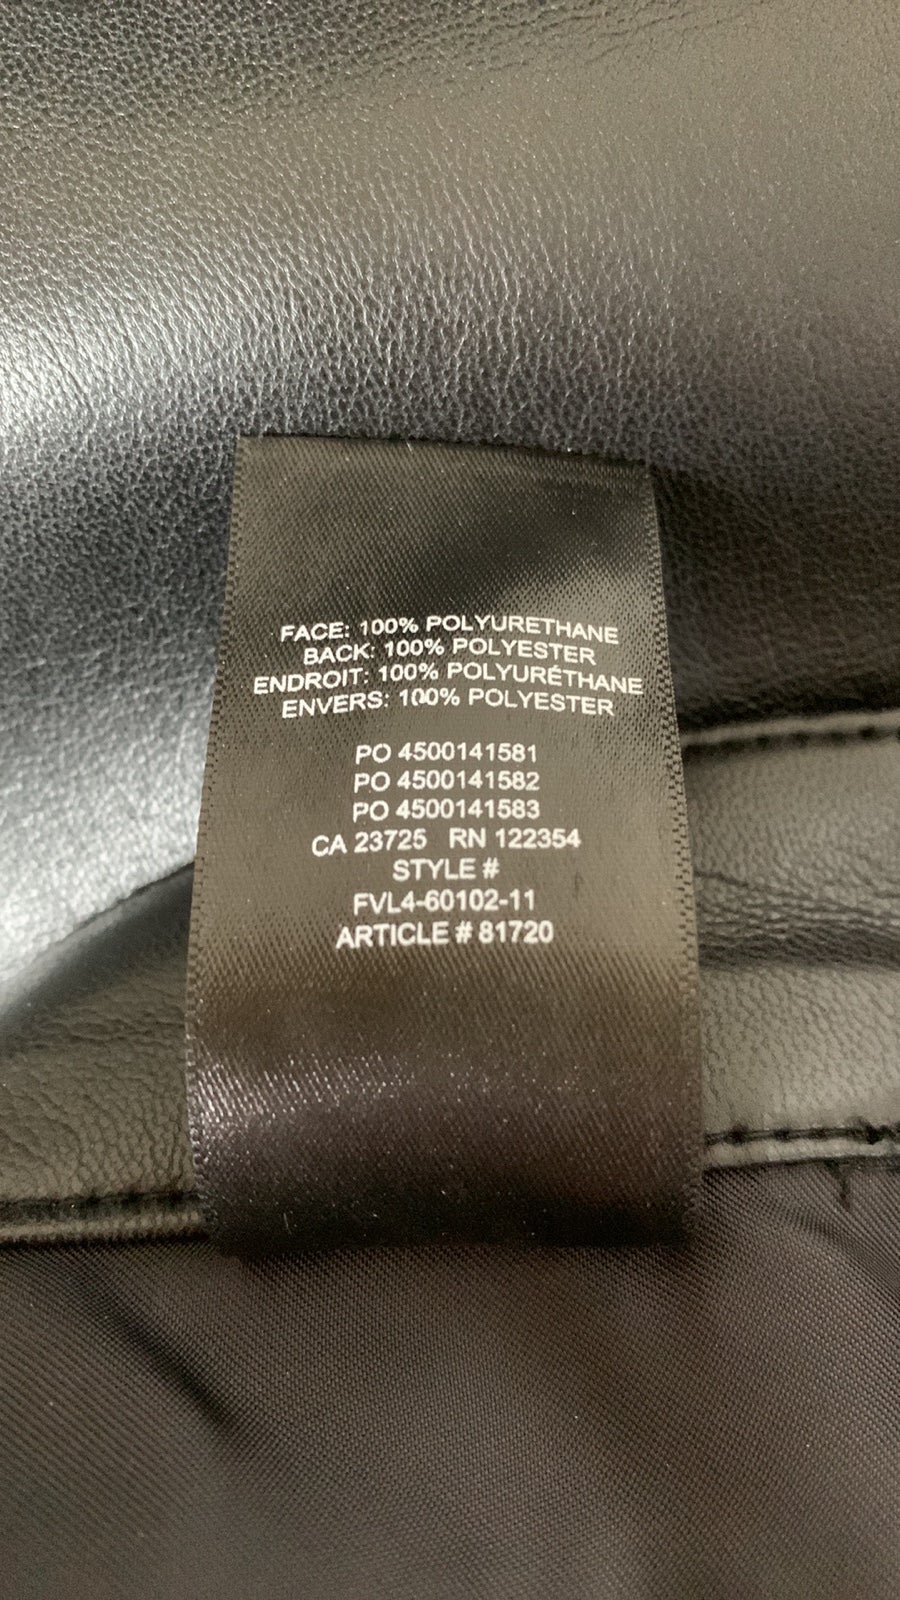 FACE: 100% POLYURETHANE
BACK: 100% POLYESTER
ENDROIT: 100% POLYURÉTHANE
ENVERS: 100% POLYESTER
PO 4500141581
PO 4500141582
PO 4500141583
CA 23725 RN 122354
STYLE #
FVL4-60102-11
ARTICLE # 81720